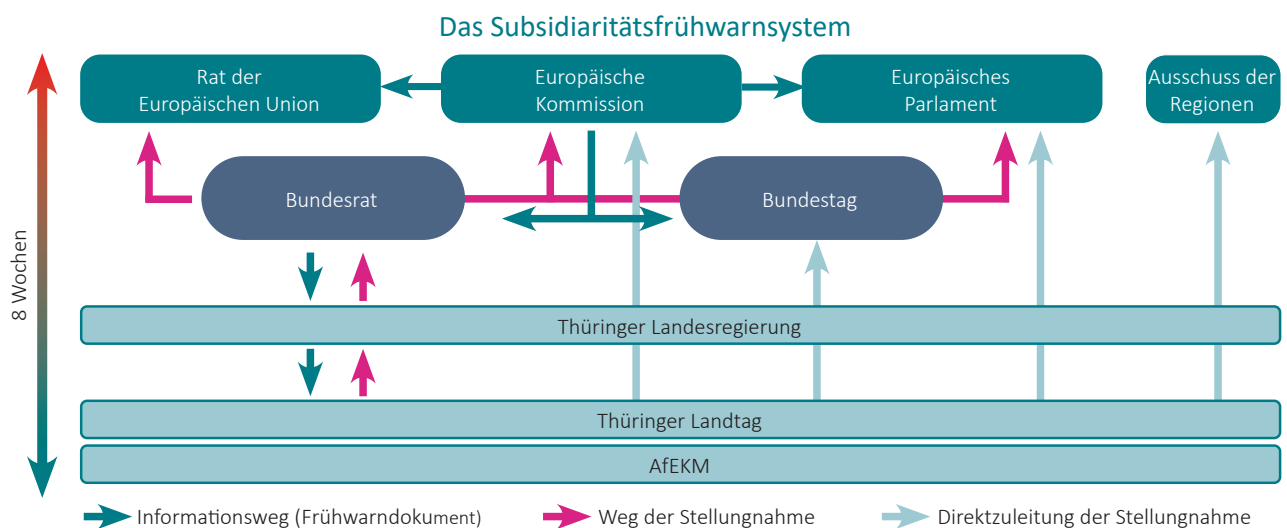 Das Subsidiaritätsfrühwarnsystem
Rat der
Europäischen Union
Europäische
Kommission
Europäisches
Parlament
Ausschuss der
Regionen
Bundesrat
Bundestag
8 Wochen
Thüringer Landesregierung
Thüringer Landtag
AfEKM
Informationsweg (Frühwarndokument)
Weg der Stellungnahme
Direktzuleitung der Stellungnahme